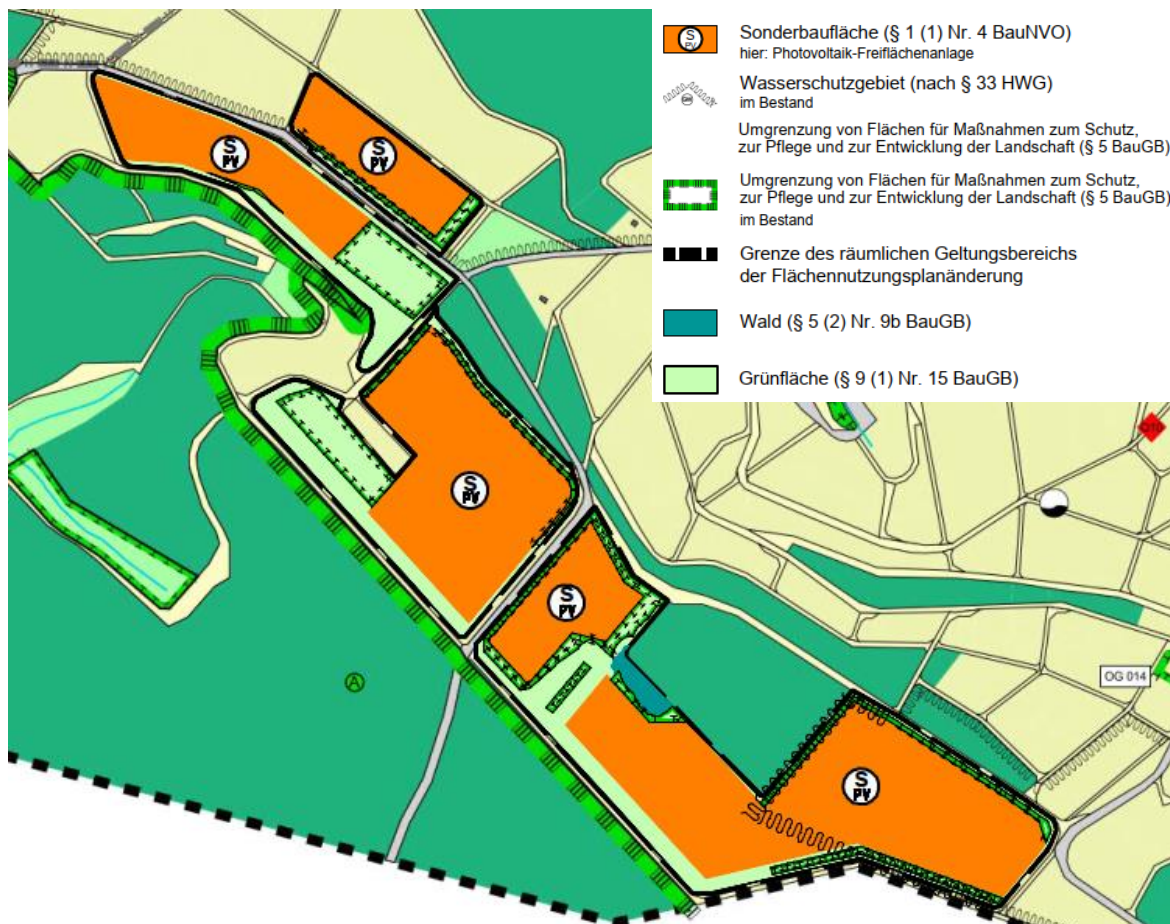 S
PV
Sonderbaufläche (§ 1 (1) Nr. 4 BauNVO)
hier: Photovoltaik-Freiflächenanlage
Wasserschutzgebiet (nach § 33 HWG)
im Bestand
Umgrenzung von Flächen für Maßnahmen zum Schutz,
zur Pflege und zur Entwicklung der Landschaft (§ 5 BauGB)
Umgrenzung von Flächen für Maßnahmen zum Schutz,
zur Pflege und zur Entwicklung der Landschaft (§ 5 BauGB)
im Bestand
Grenze des räumlichen Geltungsbereichs
der Flächennutzungsplanänderung
Wald (§ 5 (2) Nr. 9b BauGB)
Grünfläche (§ 9 (1) Nr. 15 BauGB)
S
PV
S
PV
S
PV
S
PV
S
PV
A
OG 014